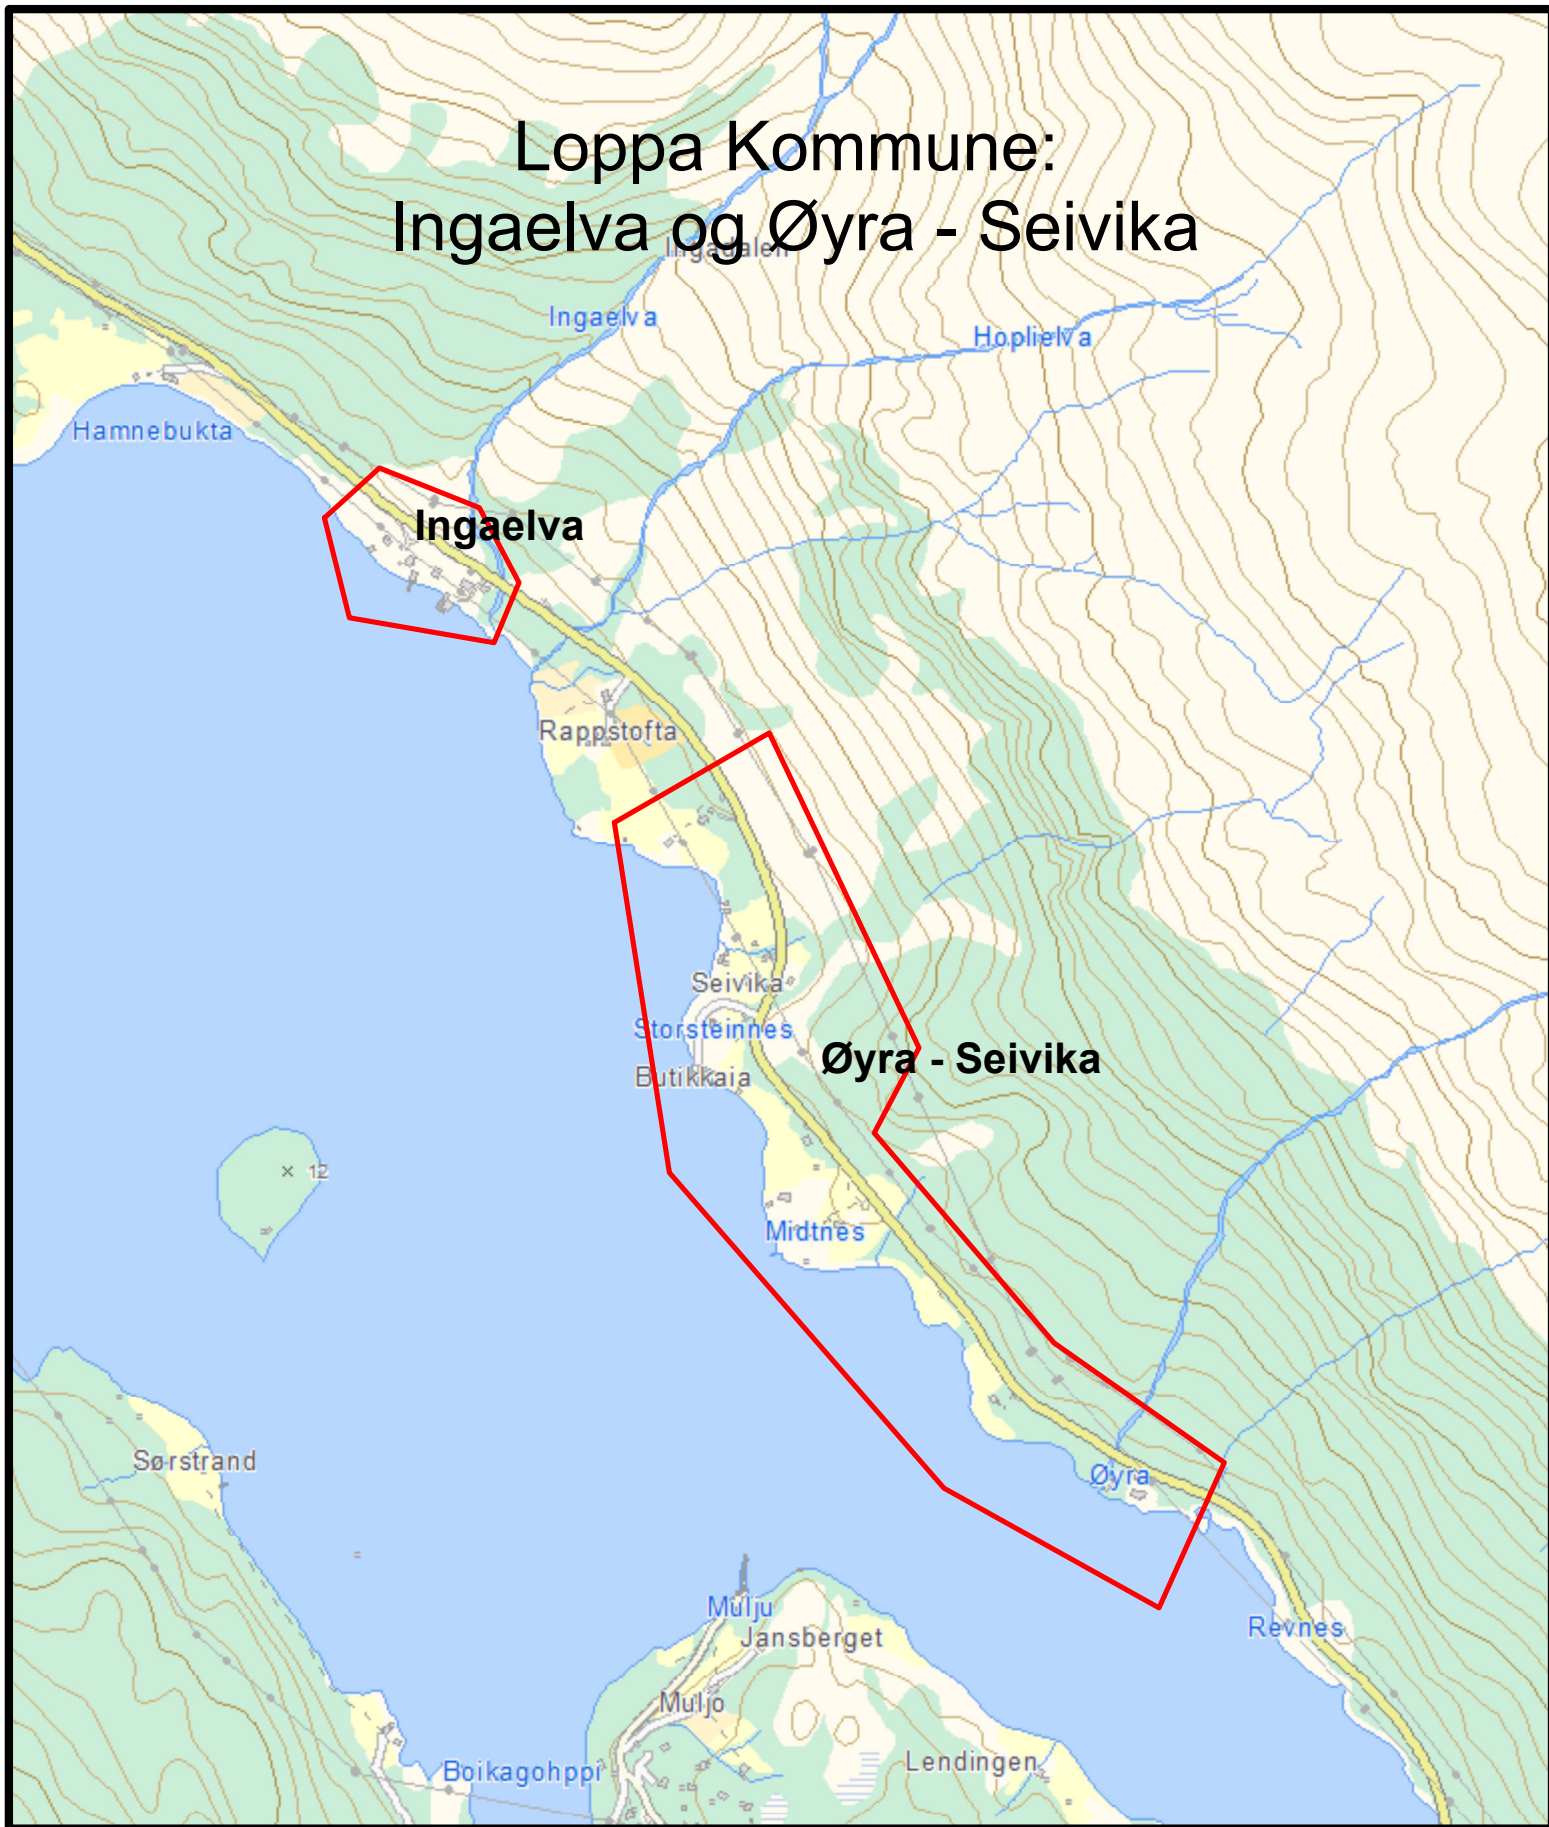 Loppa Kommune:
Ingaelva og Øyra - Seivika
Ingadalen
Ingaelva
Hoplielva
Hamnebukta
Ingaelva
Rappstofta
Seivika
Storsteinnes
Øyra - Seivika
Butikkaia
12
Midtnes
Sørstrand
Øyra
Mulju
Jansberget
Revnes
Muljo
Lendingen
Boikagohppi